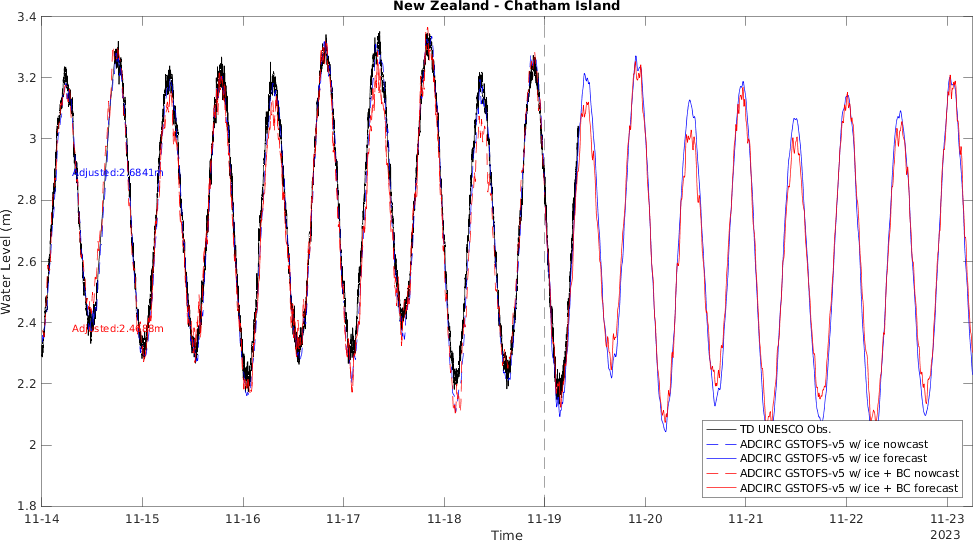 New Zealand - Chatham Island
3.4
3.2
3
2.8
2.6
2.4
2.2
2
1.8
Water Level (m)
Adjusted:2.6841m
Adjusted:2.4688m
TD UNESCO Obs.
ADCIRC GSTOFS-v5 w/ ice nowcast
ADCIRC GSTOFS-v5 w/ ice forecast
ADCIRC GSTOFS-v5 w/ ice + BC nowcast
ADCIRC GSTOFS-v5 w/ ice + BC forecast
11-14 11-15 11-16 11-17 11-18 11-19 11-20 11-21 11-22 11-23
2023
Time